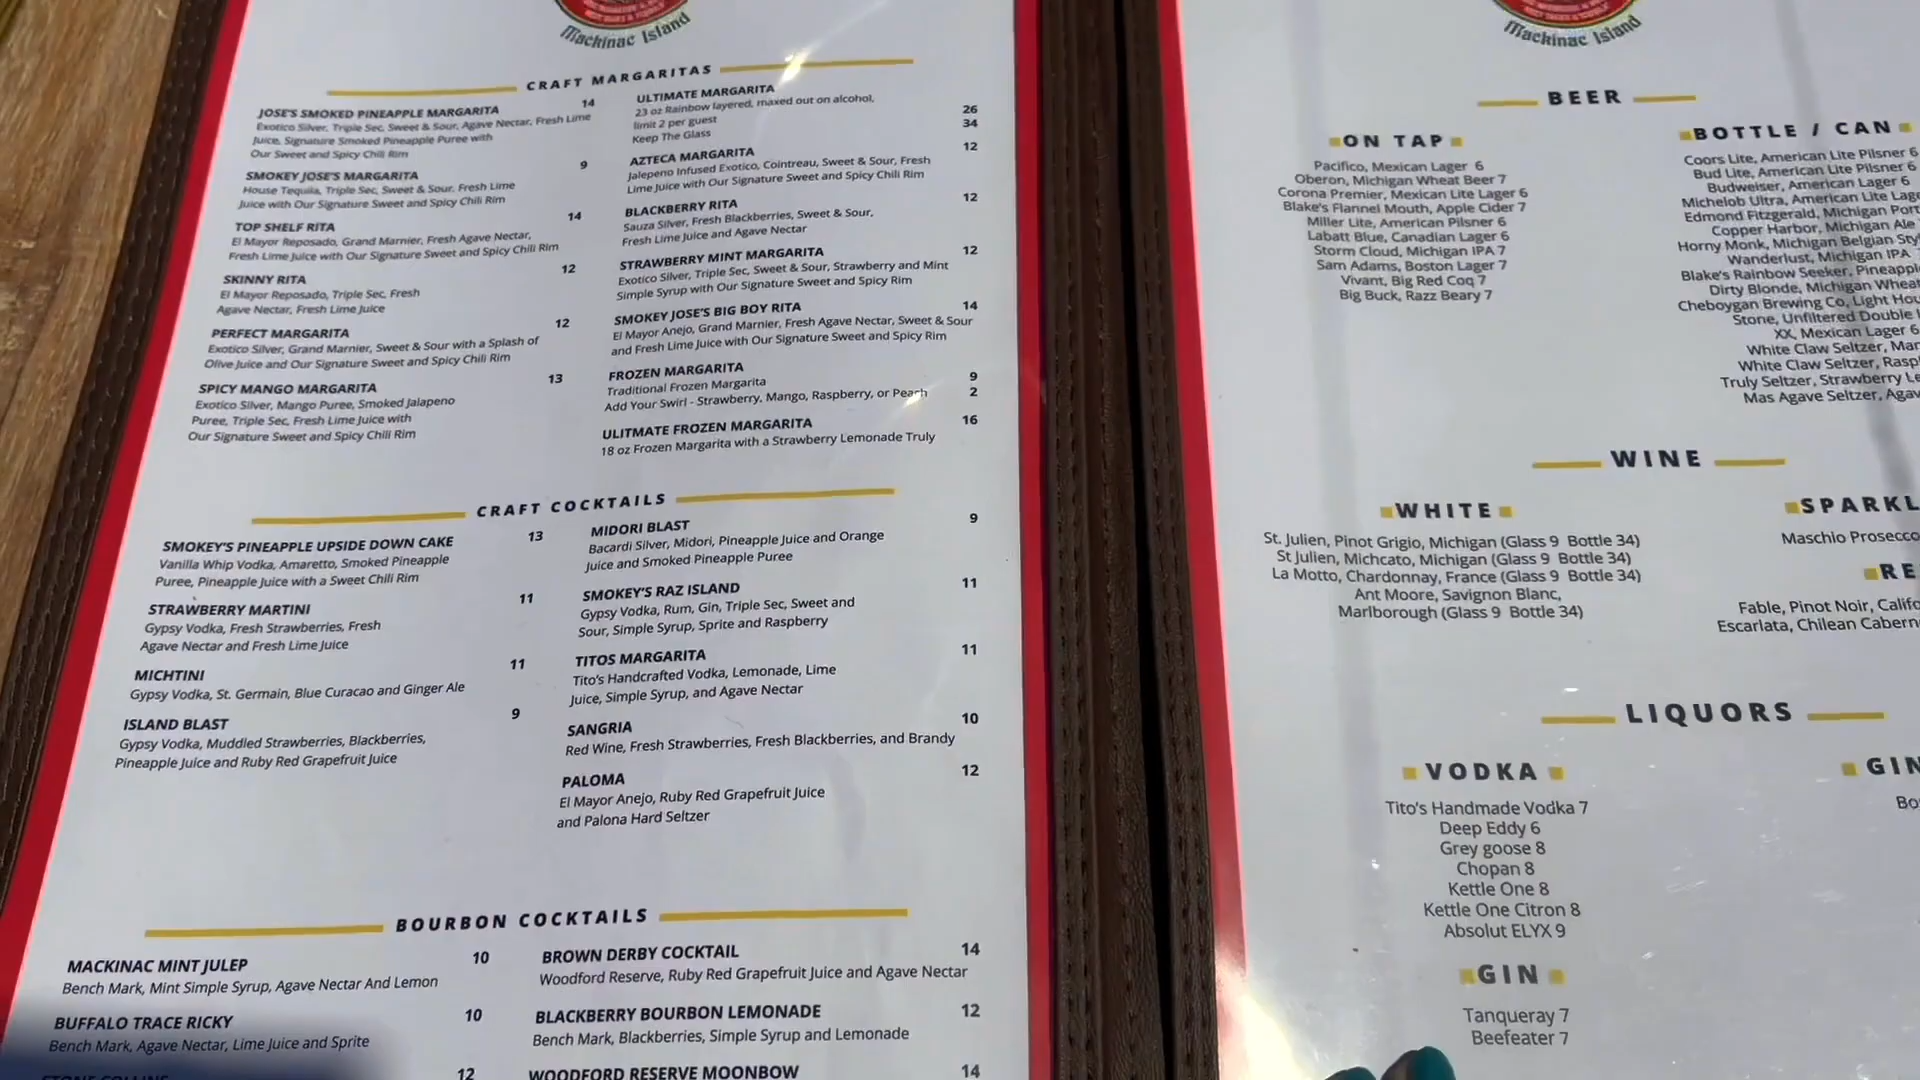 Mackinac Island
CRAFT MARGARITAS
JOSE'S SMOKED PINEAPPLE MARGARITA 14
Exotico Silver, Triple Sec, Sweet & Sour, Agave Nectar, Fresh Lime
Juice, Signature Smoked Pineapple Puree with
Our Sweet and Spicy Chili Rim
SMOKEY JOSE'S MARGARITA 9
House Tequila, Triple Sec, Sweet & Sour, Fresh Lime
Juice with Our Signature Sweet and Spicy Chili Rim
TOP SHELF RITA 14
El Mayor Reposado, Grand Marnier, Fresh Agave Nectar,
Fresh Lime Juice with Our Signature Sweet and Spicy Chili Rim
SKINNY RITA 12
El Mayor Reposado, Triple Sec, Fresh
Agave Nectar, Fresh Lime Juice
PERFECT MARGARITA 12
Exotico Silver, Grand Marnier, Sweet & Sour with a Splash of
Olive Juice and Our Signature Sweet and Spicy Chili Rim
SPICY MANGO MARGARITA 13
Exotico Silver, Mango Puree, Smoked Jalapeno
Puree, Triple Sec, Fresh Lime Juice with
Our Signature Sweet and Spicy Chili Rim
ULTIMATE MARGARITA
23 oz Rainbow layered, maxed out on alcohol,
limit 2 per guest 26
Keep The Glass 34
AZTECA MARGARITA 12
Jalepeno Infused Exotico, Cointreau, Sweet & Sour, Fresh
Lime Juice with Our Signature Sweet and Spicy Chili Rim
BLACKBERRY RITA 12
Sauza Silver, Fresh Blackberries, Sweet & Sour,
Fresh Lime Juice and Agave Nectar
STRAWBERRY MINT MARGARITA 12
Exotico Silver, Triple Sec, Sweet & Sour, Strawberry and Mint
Simple Syrup with Our Signature Sweet and Spicy Rim
SMOKEY JOSE'S BIG BOY RITA 14
El Mayor Anejo, Grand Marnier, Fresh Agave Nectar, Sweet & Sour
and Fresh Lime Juice with Our Signature Sweet and Spicy Rim
FROZEN MARGARITA
Traditional Frozen Margarita 9
Add Your Swirl - Strawberry, Mango, Raspberry, or Peach 2
ULITMATE FROZEN MARGARITA 16
18 oz Frozen Margarita with a Strawberry Lemonade Truly
CRAFT COCKTAILS
SMOKEY'S PINEAPPLE UPSIDE DOWN CAKE 13
Vanilla Whip Vodka, Amaretto, Smoked Pineapple
Puree, Pineapple Juice with a Sweet Chili Rim
STRAWBERRY MARTINI 11
Gypsy Vodka, Fresh Strawberries, Fresh
Agave Nectar and Fresh Lime Juice
MICHTINI 11
Gypsy Vodka, St. Germain, Blue Curacao and Ginger Ale
ISLAND BLAST 9
Gypsy Vodka, Muddled Strawberries, Blackberries,
Pineapple Juice and Ruby Red Grapefruit Juice
MIDORI BLAST 9
Bacardi Silver, Midori, Pineapple Juice and Orange
Juice and Smoked Pineapple Puree
SMOKEY'S RAZ ISLAND 11
Gypsy Vodka, Rum, Gin, Triple Sec, Sweet and
Sour, Simple Syrup, Sprite and Raspberry
TITOS MARGARITA 11
Tito's Handcrafted Vodka, Lemonade, Lime
Juice, Simple Syrup, and Agave Nectar
SANGRIA 10
Red Wine, Fresh Strawberries, Fresh Blackberries, and Brandy
PALOMA 12
El Mayor Anejo, Ruby Red Grapefruit Juice
and Palona Hard Seltzer
BOURBON COCKTAILS
MACKINAC MINT JULEP 10
Bench Mark, Mint Simple Syrup, Agave Nectar And Lemon
BUFFALO TRACE RICKY 10
Bench Mark, Agave Nectar, Lime Juice and Sprite
12
BROWN DERBY COCKTAIL 14
Woodford Reserve, Ruby Red Grapefruit Juice and Agave Nectar
BLACKBERRY BOURBON LEMONADE 12
Bench Mark, Blackberries, Simple Syrup and Lemonade
WOODFORD RESERVE MOONBOW 14
Mackinac Island
BEER
ON TAP
Pacifico, Mexican Lager 6
Oberon, Michigan Wheat Beer 7
Corona Premier, Mexican Lite Lager 6
Blake's Flannel Mouth, Apple Cider 7
Miller Lite, American Pilsner 6
Labatt Blue, Canadian Lager 6
Storm Cloud, Michigan IPA 7
Sam Adams, Boston Lager 7
Vivant, Big Red Coq 7
Big Buck, Razz Beary 7
BOTTLE / CAN
Coors Lite, American Lite Pilsner 6
Bud Lite, American Lite Pilsner 6
Budweiser, American Lager 6
Michelob Ultra, American Lite Lage
Edmond Fitzgerald, Michigan Port
Copper Harbor, Michigan Ale
Horny Monk, Michigan Belgian Sty
Wanderlust, Michigan IPA
Blake's Rainbow Seeker, Pineapple
Dirty Blonde, Michigan Wheat
Cheboygan Brewing Co, Light Hou
Stone, Unfiltered Double
XX, Mexican Lager 6
White Claw Seltzer, Man
White Claw Seltzer, Rasp
Truly Seltzer, Strawberry Le
Mas Agave Seltzer, Agav
WINE
WHITE
St. Julien, Pinot Grigio, Michigan (Glass 9 Bottle 34)
St Julien, Michcato, Michigan (Glass 9 Bottle 34)
La Motto, Chardonnay, France (Glass 9 Bottle 34)
Ant Moore, Savignon Blanc,
Marlborough (Glass 9 Bottle 34)
SPARKL
Maschio Prosecco
RE
Fable, Pinot Noir, Califo
Escarlata, Chilean Cabern
LIQUORS
VODKA
Tito's Handmade Vodka 7
Deep Eddy 6
Grey goose 8
Chopan 8
Kettle One 8
Kettle One Citron 8
Absolut ELYX 9
GIN
Tanqueray 7
Beefeater 7
GIN
Bo